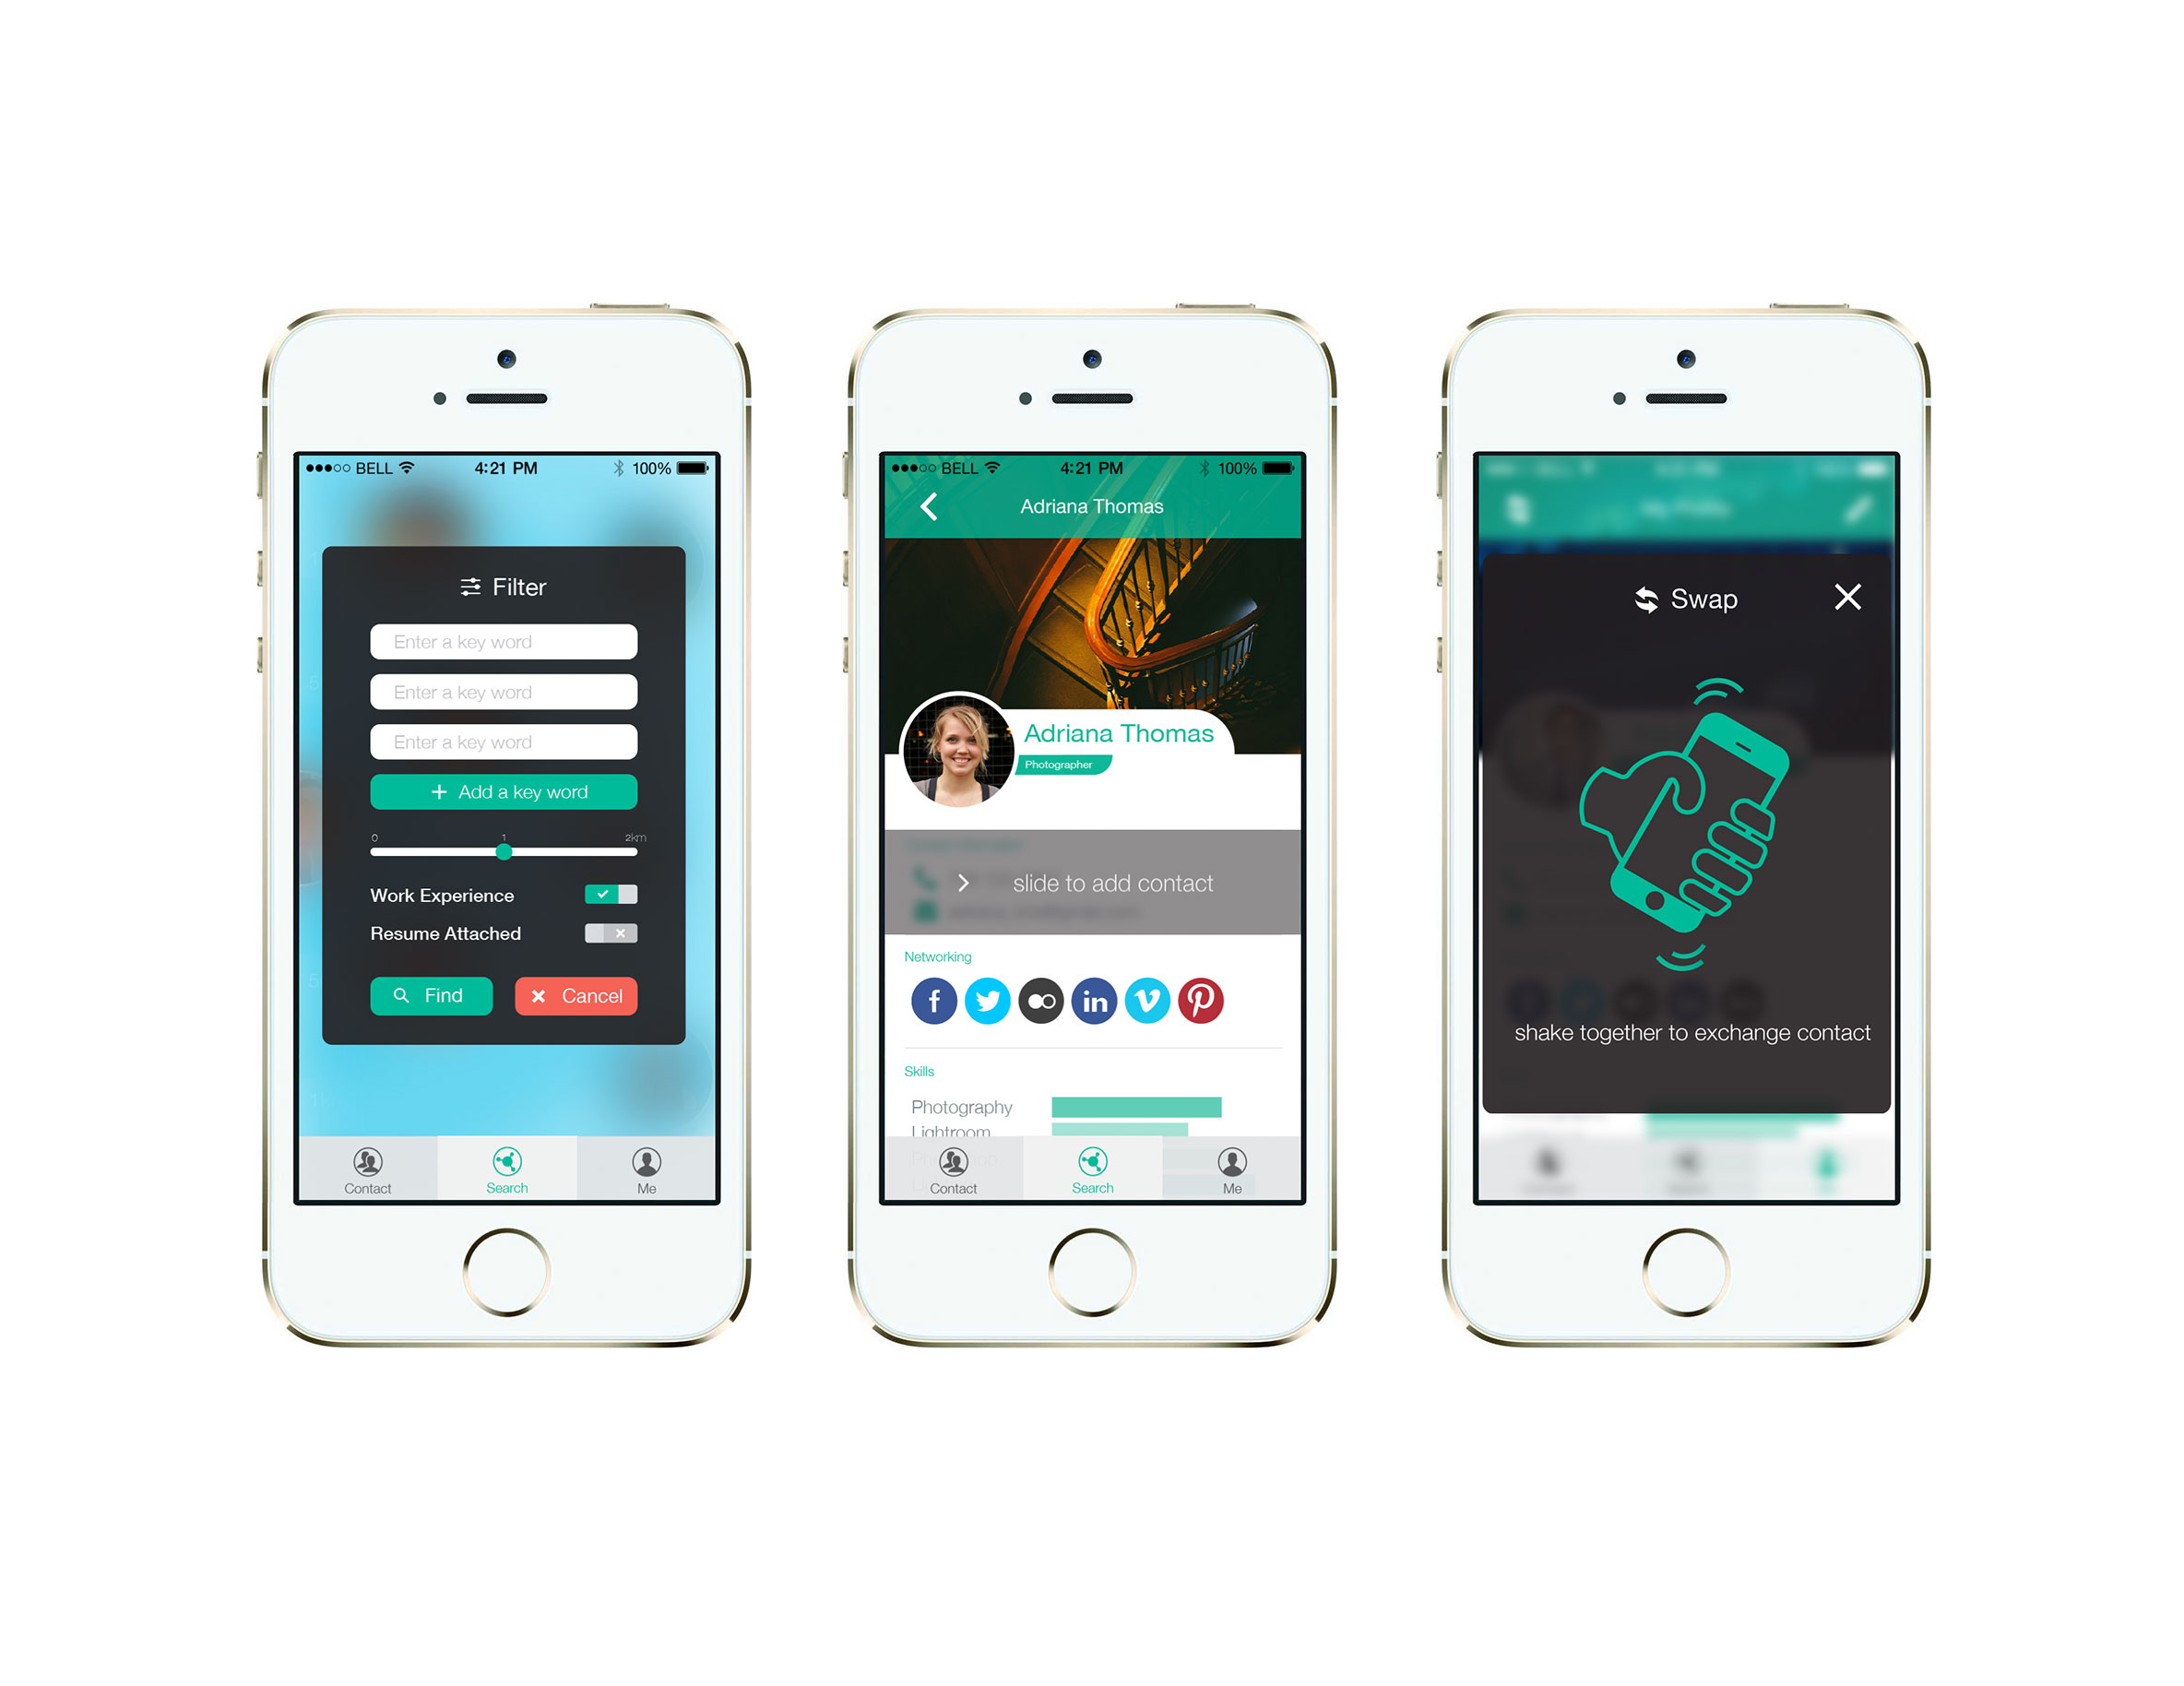 BELL 4:21 PM 100%
Filter
Enter a key word
Enter a key word
Enter a key word
+ Add a key word
0 1 2km
Work Experience
Resume Attached
Find Cancel
Contact Search Me
BELL 4:21 PM 100%
Adriana Thomas
Adriana Thomas
Photographer
slide to add contact
Networking
f in
Skills
Photography
Lightroom
Contact Search Me
Swap
shake together to exchange contact